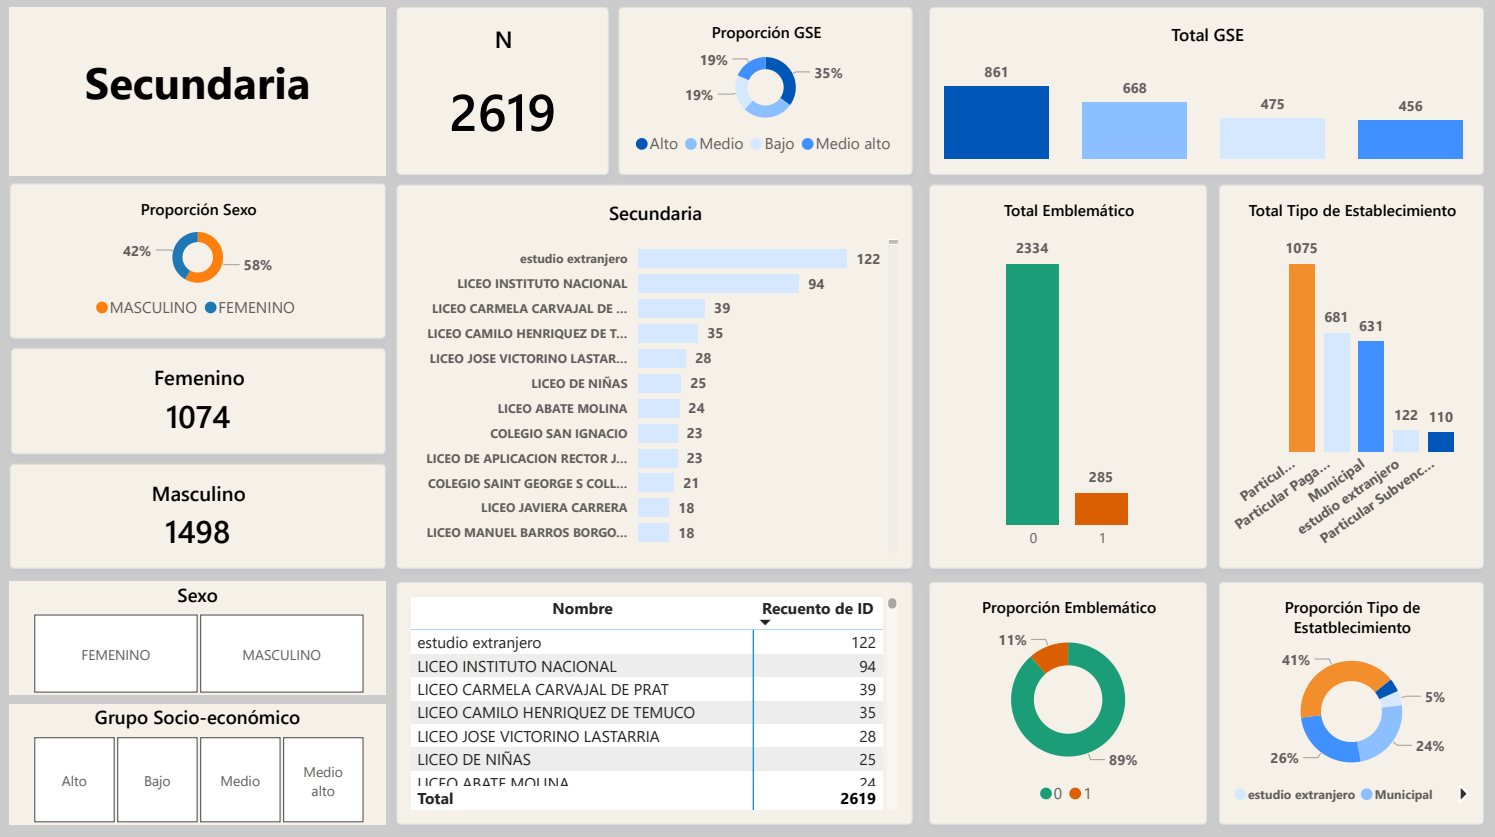 Secundaria
N
2619
Proporción GSE
19%
35%
19%
Alto Medio Bajo Medio alto
Total GSE
861
668
475
456
Proporción Sexo
42%
58%
MASCULINO FEMENINO
Femenino
1074
Masculino
1498
Sexo
FEMENINO MASCULINO
Grupo Socio-económico
Alto Bajo Medio Medio
alto
Secundaria
estudio extranjero 122
LICEO INSTITUTO NACIONAL 94
LICEO CARMELA CARVAJAL DE ... 39
LICEO CAMILO HENRIQUEZ DE T... 35
LICEO JOSE VICTORINO LASTAR... 28
LICEO DE NIÑAS 25
LICEO ABATE MOLINA 24
COLEGIO SAN IGNACIO 23
LICEO DE APLICACION RECTOR J... 23
COLEGIO SAINT GEORGE S COLL... 21
LICEO JAVIERA CARRERA 18
LICEO MANUEL BARROS BORGO... 18
Nombre Recuento de ID
estudio extranjero 122
LICEO INSTITUTO NACIONAL 94
LICEO CARMELA CARVAJAL DE PRAT 39
LICEO CAMILO HENRIQUEZ DE TEMUCO 35
LICEO JOSE VICTORINO LASTARRIA 28
LICEO DE NIÑAS 25
LICEO ABATE MOLINA 24
Total 2619
Total Emblemático
2334
285
0 1
Total Tipo de Establecimiento
1075
681
631
122
110
Particul...
Particular Paga...
Municipal
estudio extranjero
Particular Subvenc...
Proporción Emblemático
11%
89%
0 1
Proporción Tipo de
Estatblecimiento
41%
5%
24%
26%
estudio extranjero Municipal